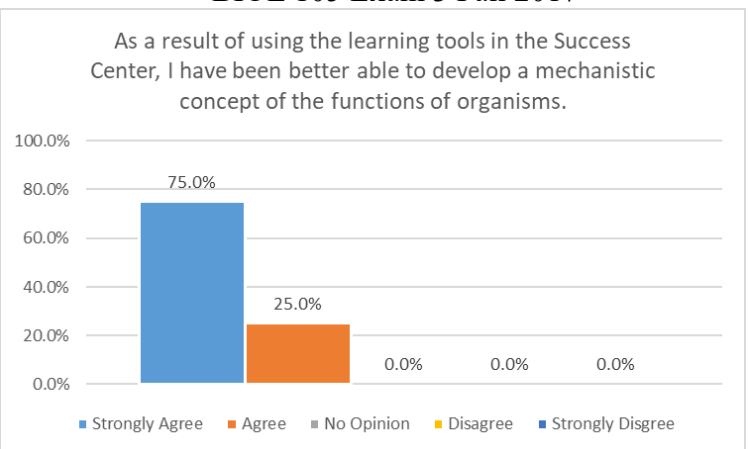 As a result of using the learning tools in the Success
Center, I have been better able to develop a mechanistic
concept of the functions of organisms.
100.0%
80.0%
75.0%
60.0%
40.0%
25.0%
20.0%
0.0% 0.0% 0.0%
0.0%
Strongly Agree Agree No Opinion Disagree Strongly Disgree